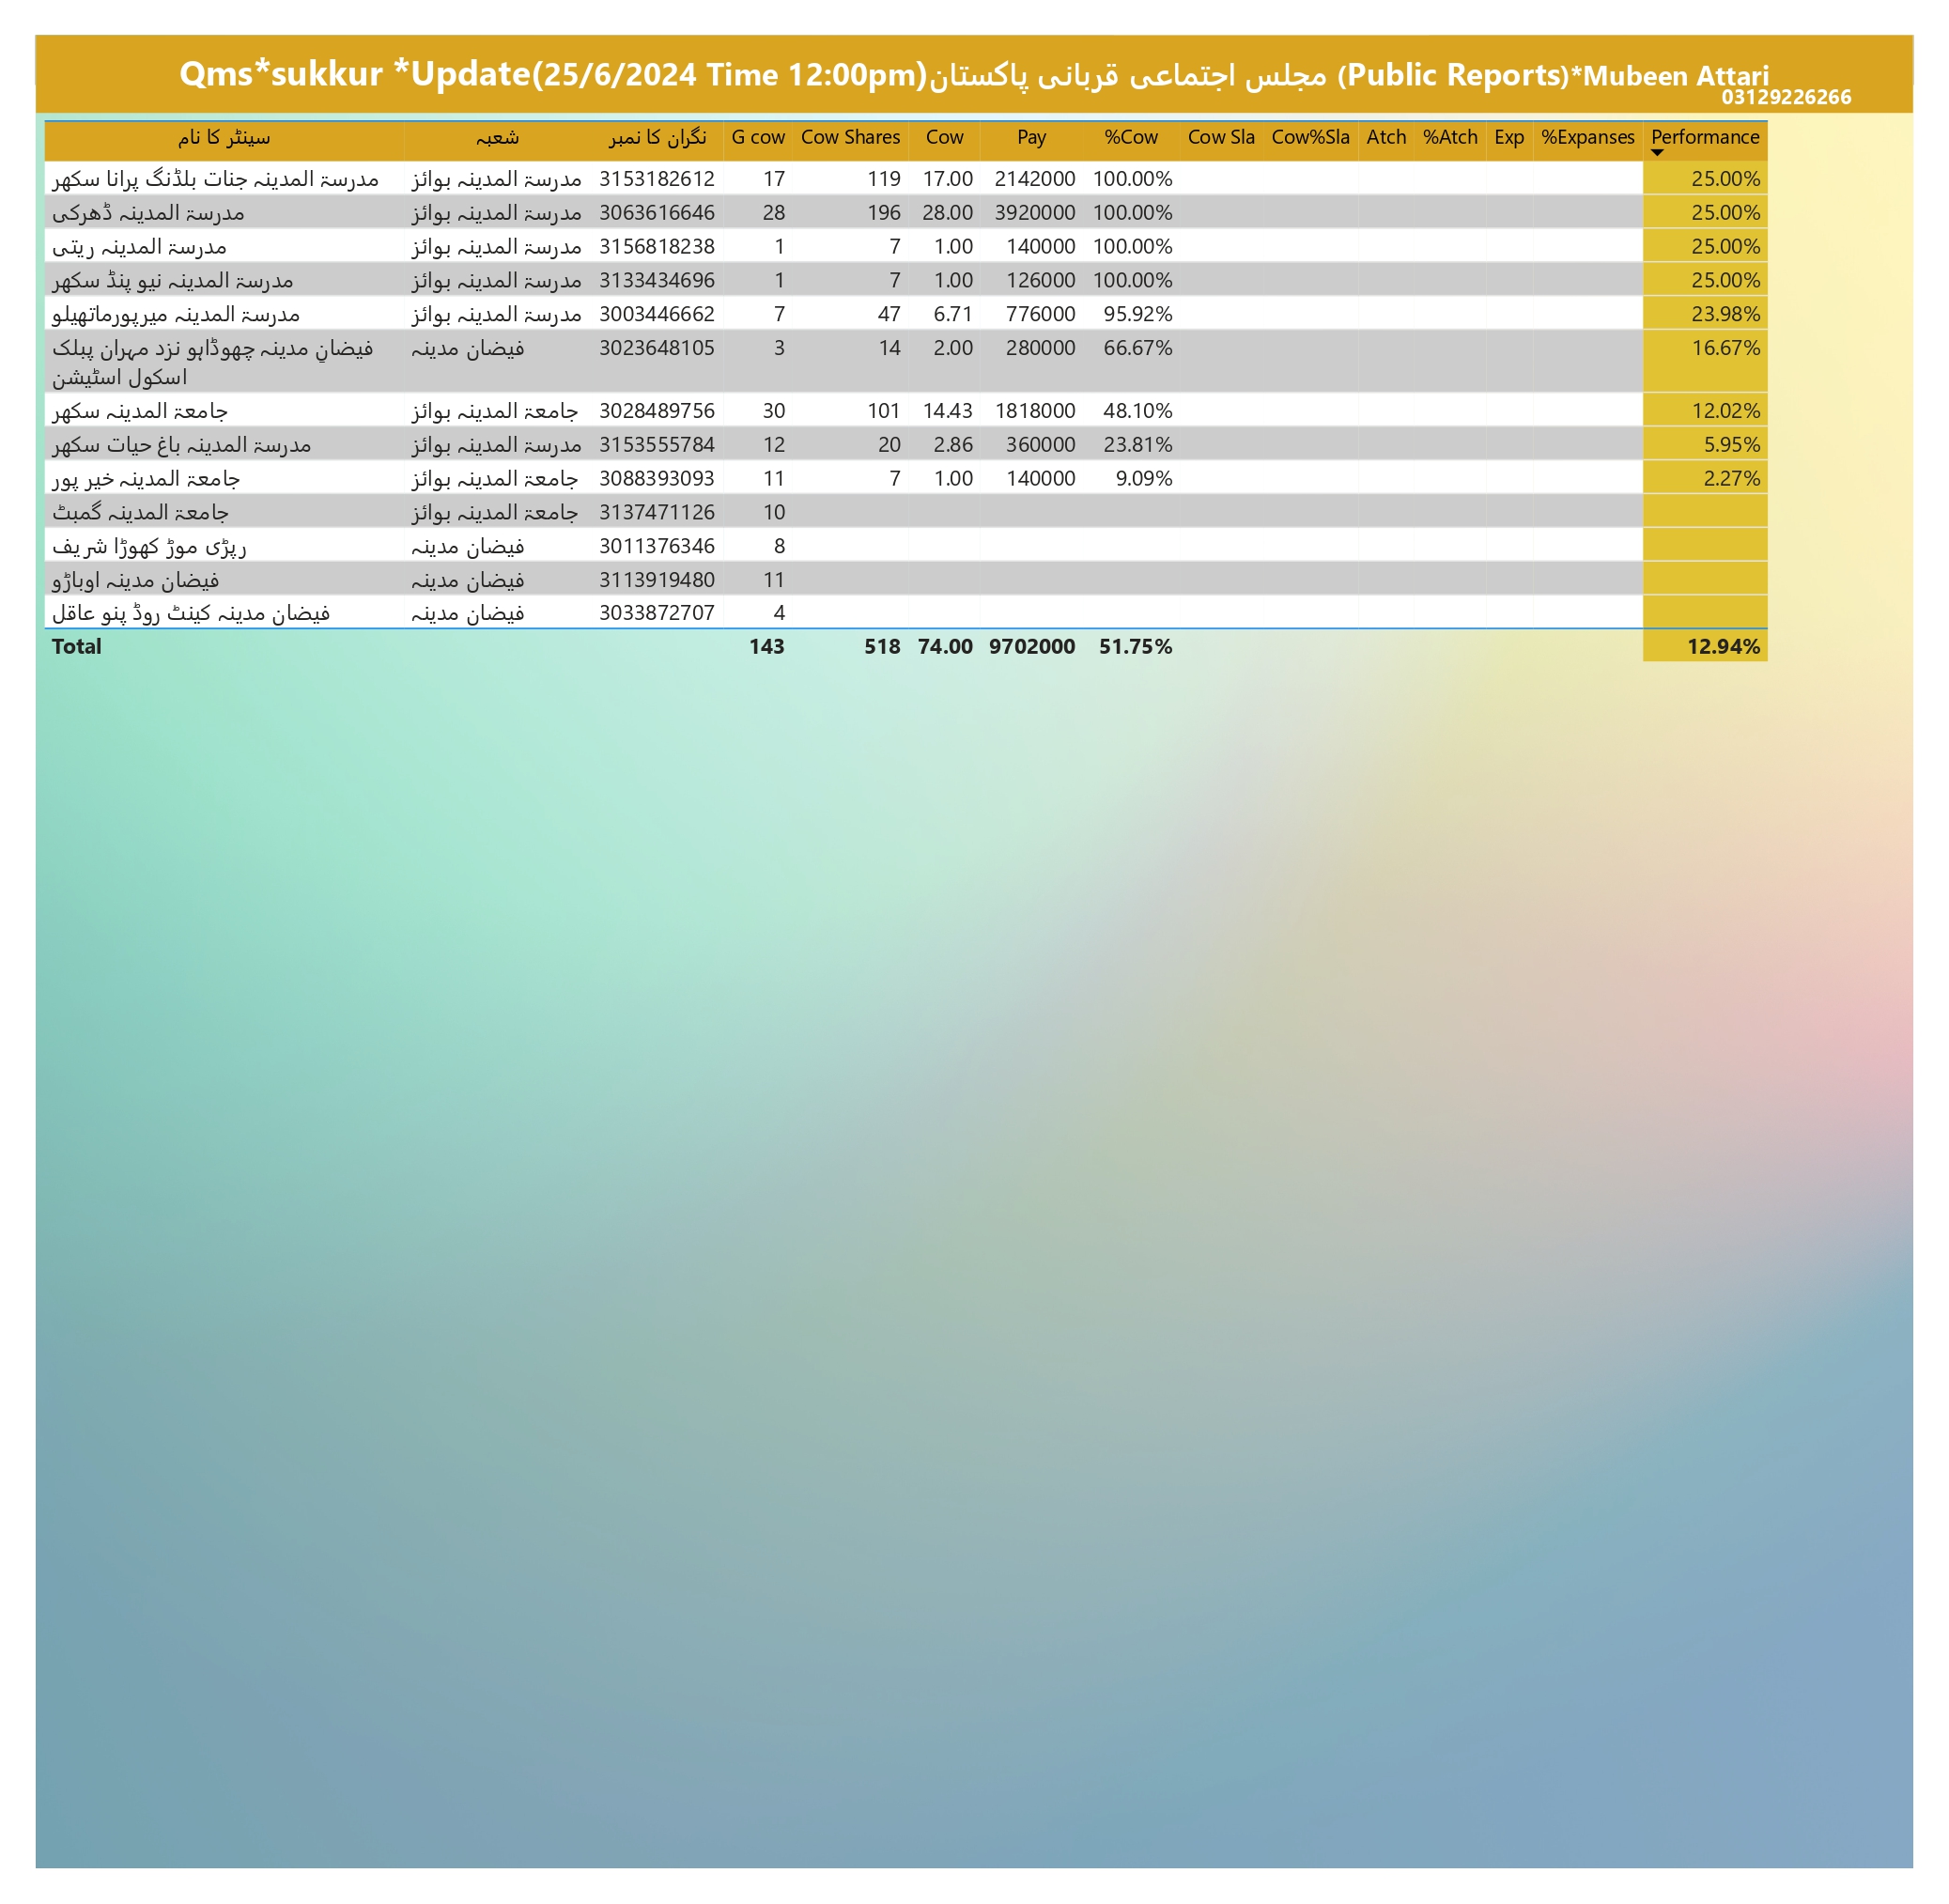 Qms*sukkur *Update(25/6/2024 Time 12:00pm)مجلس اجتماعی قربانی پاکستان (Public Reports)*Mubeen Attari
03129226266
سینٹر کا نام شعبہ نگران کا نمبر G cow Cow Shares Cow Pay %Cow Cow Sla Cow%Sla Atch %Atch Exp %Expanses Performance
مدرسۃ المدینہ جنات بلڈنگ پرانا سکھر مدرسۃ المدینہ بوائز 3153182612 17 119 17.00 2142000 100.00% 25.00%
مدرسۃ المدینہ ڈھرکی مدرسۃ المدینہ بوائز 3063616646 28 196 28.00 3920000 100.00% 25.00%
مدرسۃ المدینہ ریتی مدرسۃ المدینہ بوائز 3156818238 1 7 1.00 140000 100.00% 25.00%
مدرسۃ المدینہ نیو پنڈ سکھر مدرسۃ المدینہ بوائز 3133434696 1 7 1.00 126000 100.00% 25.00%
مدرسۃ المدینہ میرپورماتھیلو مدرسۃ المدینہ بوائز 3003446662 7 47 6.71 776000 95.92% 23.98%
فیضانِ مدینہ چھوڈاہو نزد مہران پبلک فیضان مدینہ 3023648105 3 14 2.00 280000 66.67% 16.67%
اسکول اسٹیشن
جامعۃ المدینہ سکھر جامعۃ المدینہ بوائز 3028489756 30 101 14.43 1818000 48.10% 12.02%
مدرسۃ المدینہ باغ حیات سکھر مدرسۃ المدینہ بوائز 3153555784 12 20 2.86 360000 23.81% 5.95%
جامعۃ المدینہ خیر پور جامعۃ المدینہ بوائز 3088393093 11 7 1.00 140000 9.09% 2.27%
جامعۃ المدینہ گمبٹ جامعۃ المدینہ بوائز 3137471126 10
رپڑی موڑ کھوڑا شریف فیضان مدینہ 3011376346 8
فیضان مدینہ اوباڑو فیضان مدینہ 3113919480 11
فیضان مدینہ کینٹ روڈ پنو عاقل فیضان مدینہ 3033872707 4
Total 143 518 74.00 9702000 51.75% 12.94%